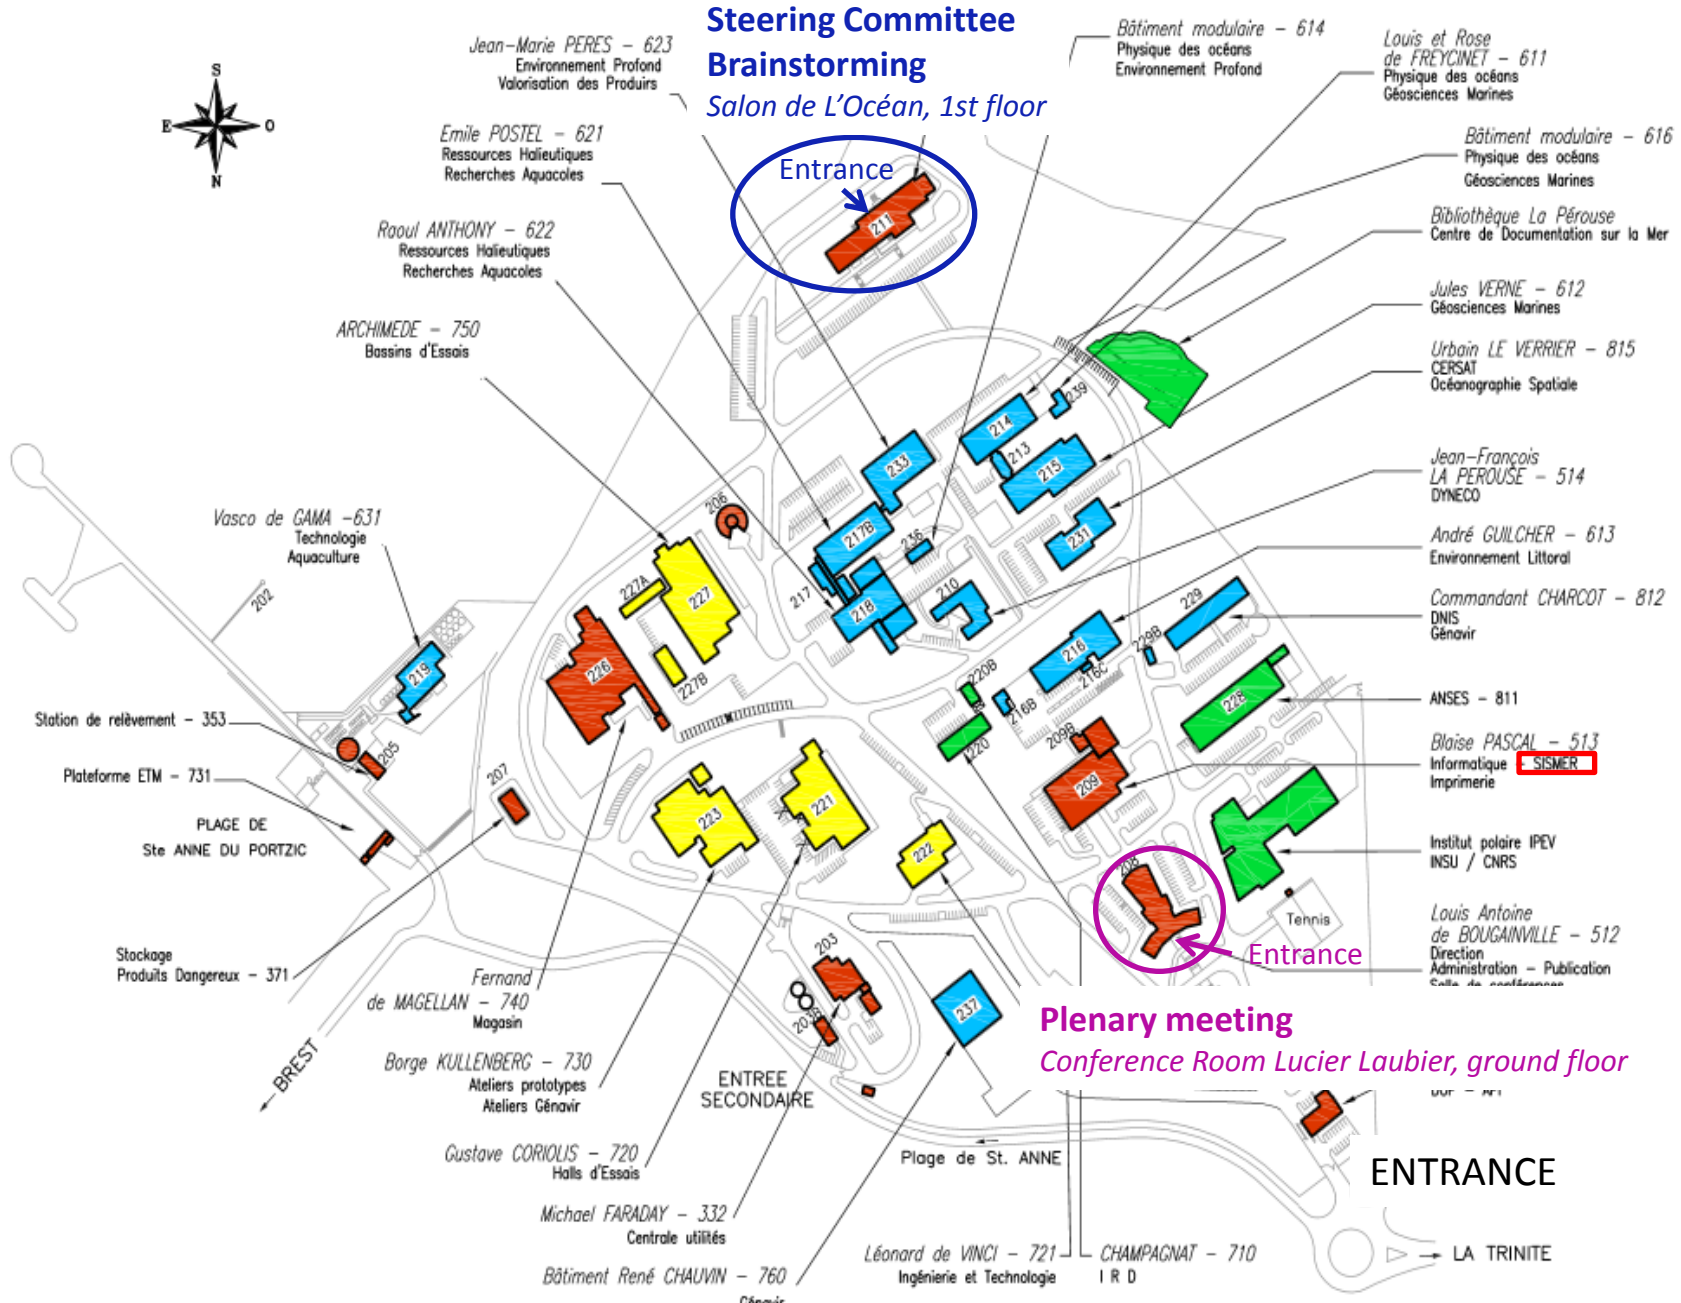 Steering Committee
Brainstorming
Salon de L'Océan, 1st floor
Entrance
S
E
O
N
Jean-Marie PERES - 623
Environement Profond
Valorisation des Produirs
Emile POSTEL - 621
Ressources Halieutiques
Recherches Aquacoles
Raoul ANTHONY - 622
Ressources Halieutiques
Recherches Aquacoles
ARCHIMEDE - 750
Bassins d'Essais
Vasco de GAMA -631
Technologie
Aquaculture
Station de relèvement - 353
Plateforme ETM - 731
PLAGE DE
Ste ANNE DU PORTZIC
Stockage
Produits Dangereux - 371
BREST
Fernand
de MAGELLAN - 740
Magasin
Borge KULLENBERG - 730
Ateliers prototypes
Ateliers Génavir
Gustave CORIOLIS - 720
Halls d'Essais
Michael FARADAY - 332
Centrale utilités
Bâtiment René CHAUVIN - 760
Génavir
ENTREE
SECONDAIRE
Plage de St. ANNE
Léonard de VINCI - 721
Ingénierie et Technologie
CHAMPAGNAT - 710
I R D
Bâtiment modulaire - 614
Physique des océans
Environement Profond
Louis et Rose
de FREYCINET - 611
Physique des océans
Géosciences Marines
Bâtiment modulaire - 616
Physique des océans
Géosciences Marines
Bibliothèque La Pérouse
Centre de Documentation sur la Mer
Jules VERNE - 612
Géosciences Marines
Urbain LE VERRIER - 815
CERSAT
Océanographie Spatiale
Jean-François
LA PEROUSE - 514
DYNECO
André GUILCHER - 613
Environement Littoral
Commandant CHARCOT - 812
DNIS
Génavir
ANSES - 811
Blaise PASCAL - 513
Informatique - SISMER
Imprimerie
Institut polaire IPEV
INSU / CNRS
Louis Antoine
de BOUGAINVILLE - 512
Direction
Administration - Publication
Salle de conférences
Tennis
Entrance
Plenary meeting
Conference Room Lucier Laubier, ground floor
ENTRANCE
LA TRINITE
211
239
214
213
215
233
206
217B
236
231
217
218
210
227A
227
227B
226
202
219
205
207
229
229B
216
216C
216B
220B
220
228
209B
209
208
223
221
222
203
203B
237